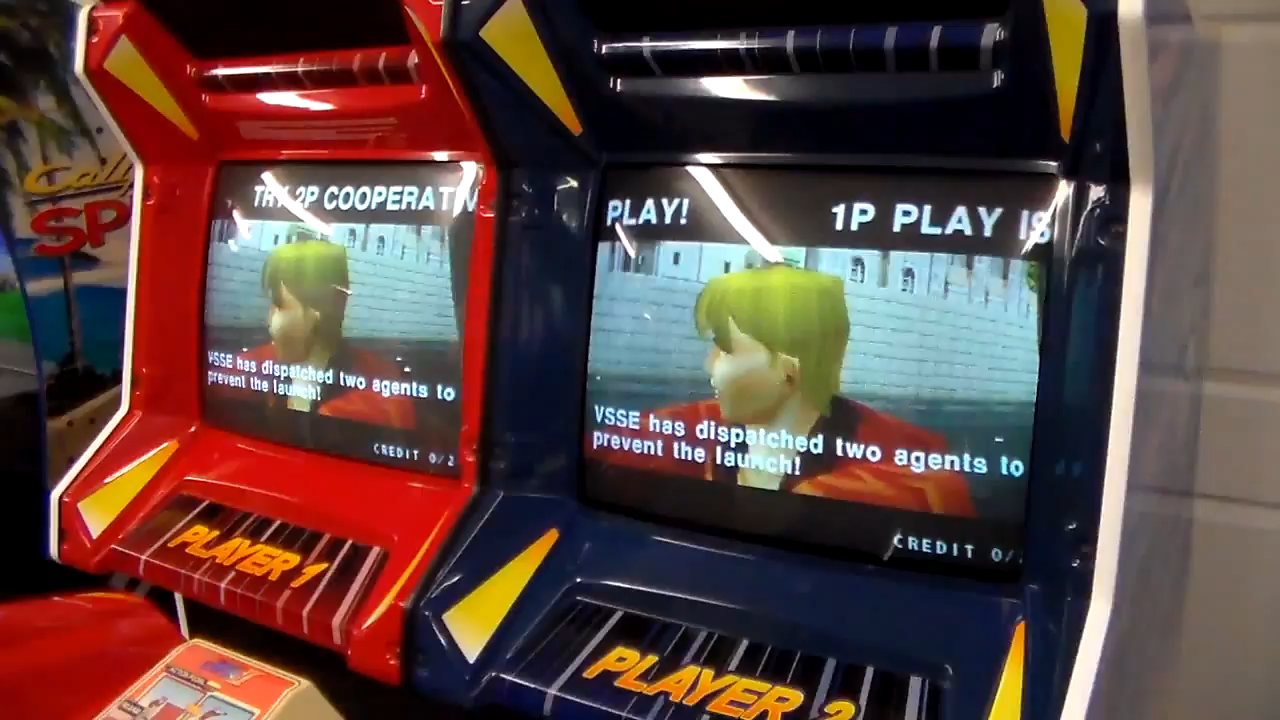 SP
TRY 2P COOPERATIV
VSSE has dispatched two agents to
prevent the launch!
CREDIT 0/2
PLAYER 1
PLAY! 1P PLAY IS
VSSE has dispatched two agents to
prevent the launch!
CREDIT 0/
PLAYER 2